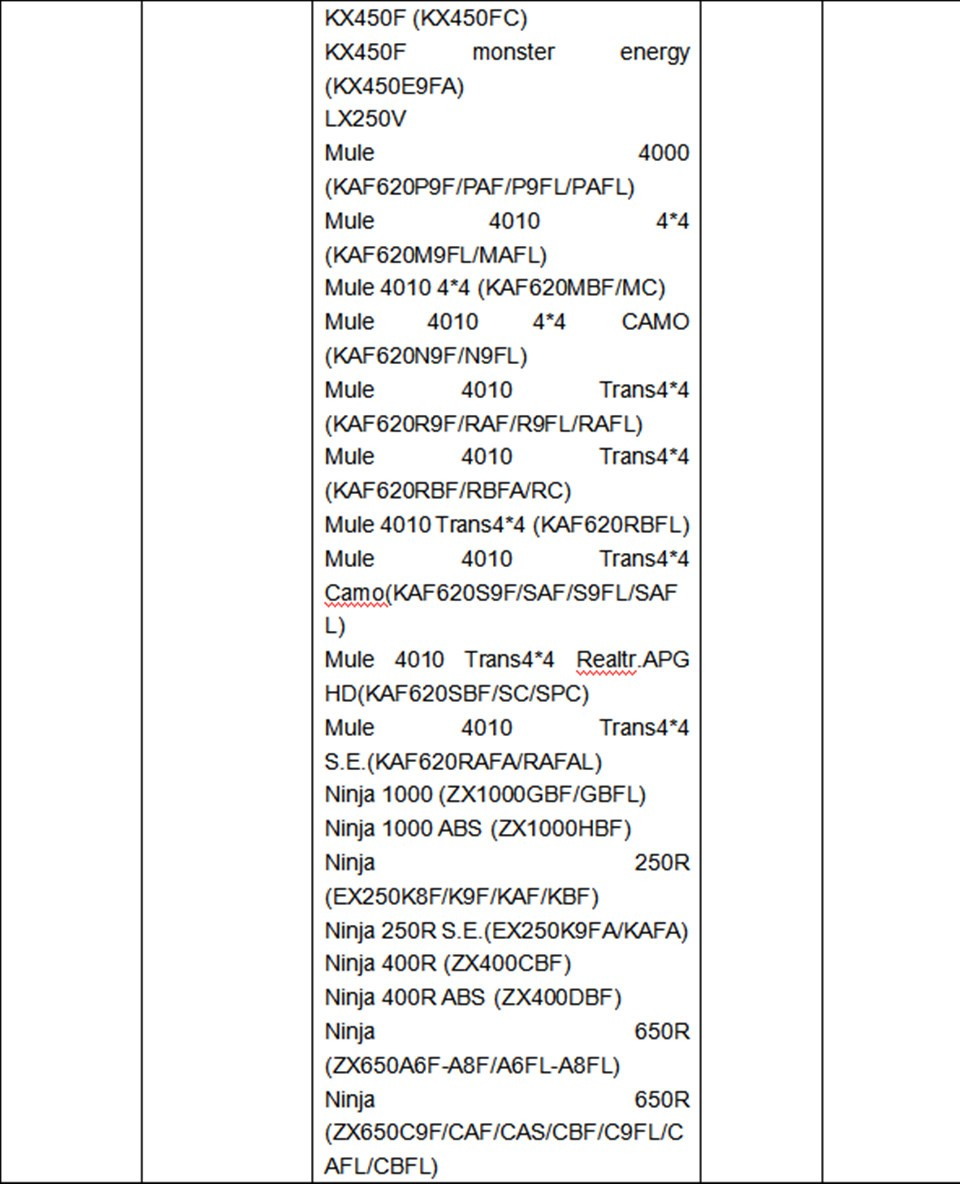 KX450F (KX450FC)
KX450F monster energy
(KX450E9FA)
LX250V
Mule 4000
(KAF620P9F/PAF/P9FL/PAFL)
Mule 4010 4*4
(KAF620M9FL/MAFL)
Mule 4010 4*4 (KAF620MBF/MC)
Mule 4010 4*4 CAMO
(KAF620N9F/N9FL)
Mule 4010 Trans4*4
(KAF620R9F/RAF/R9FL/RAFL)
Mule 4010 Trans4*4
(KAF620RBF/RBFA/RC)
Mule 4010 Trans4*4 (KAF620RBFL)
Mule 4010 Trans4*4
Camo(KAF620S9F/SAF/S9FL/SAF
L)
Mule 4010 Trans4*4 Realtr.APG
HD(KAF620SBF/SC/SPC)
Mule 4010 Trans4*4
S.E.(KAF620RAFA/RAFAL)
Ninja 1000 (ZX1000GBF/GBFL)
Ninja 1000 ABS (ZX1000HBF)
Ninja 250R
(EX250K8F/K9F/KAF/KBF)
Ninja 250R S.E.(EX250K9FA/KAFA)
Ninja 400R (ZX400CBF)
Ninja 400R ABS (ZX400DBF)
Ninja 650R
(ZX650A6F-A8F/A6FL-A8FL)
Ninja 650R
(ZX650C9F/CAF/CAS/CBF/C9FL/C
AFL/CBFL)